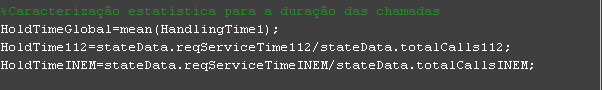 %Caracterização estatística para a duração das chamadas
HoldTimeGlobal=mean(HandlingTime1);
HoldTime112=stateData.reqServiceTime112/stateData.totalCalls112;
HoldTimeINEM=stateData.reqServiceTimeINEM/stateData.totalCallsINEM;